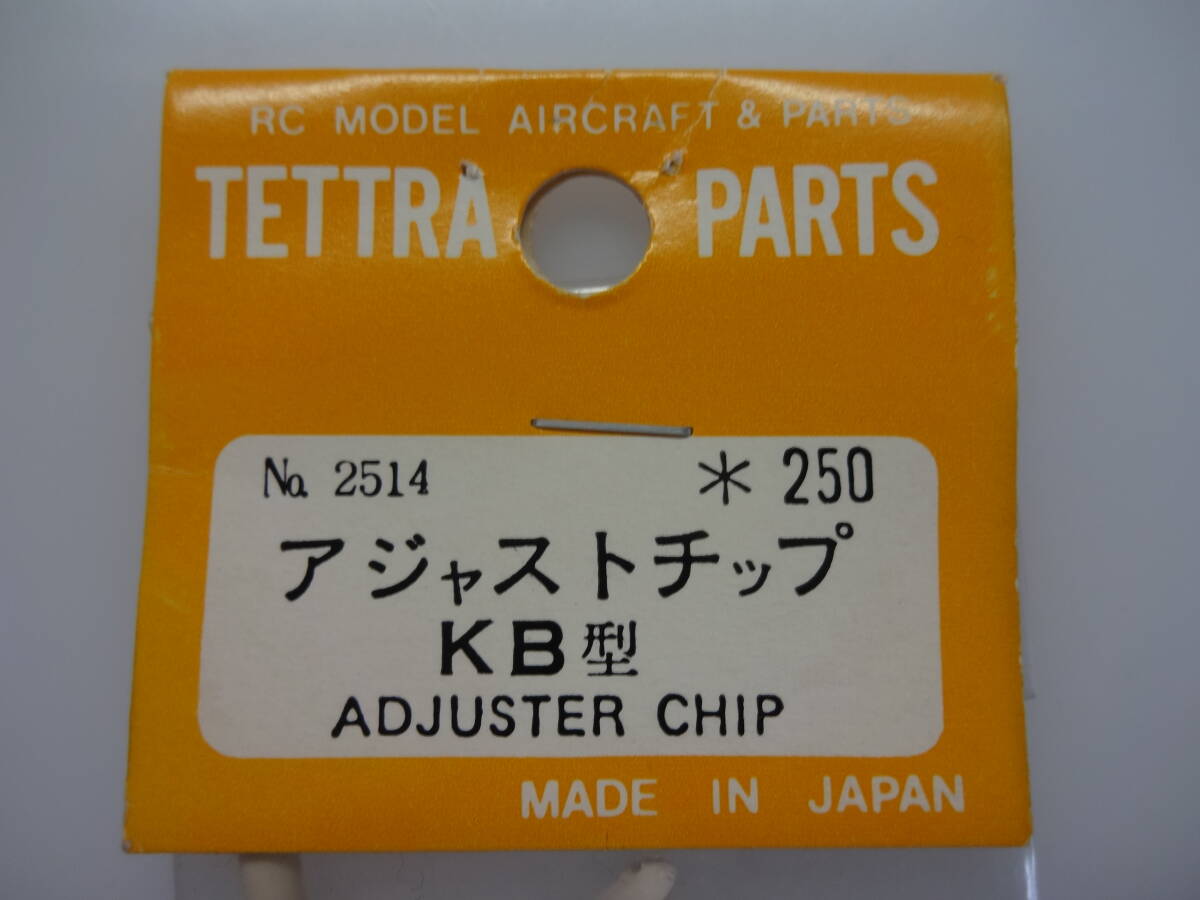 RC MODEL AIRCRAFT & PARTS
TETTRA PARTS
No. 2514 * 250
アジャストチップ
KB型
ADJUSTER CHIP
MADE IN JAPAN